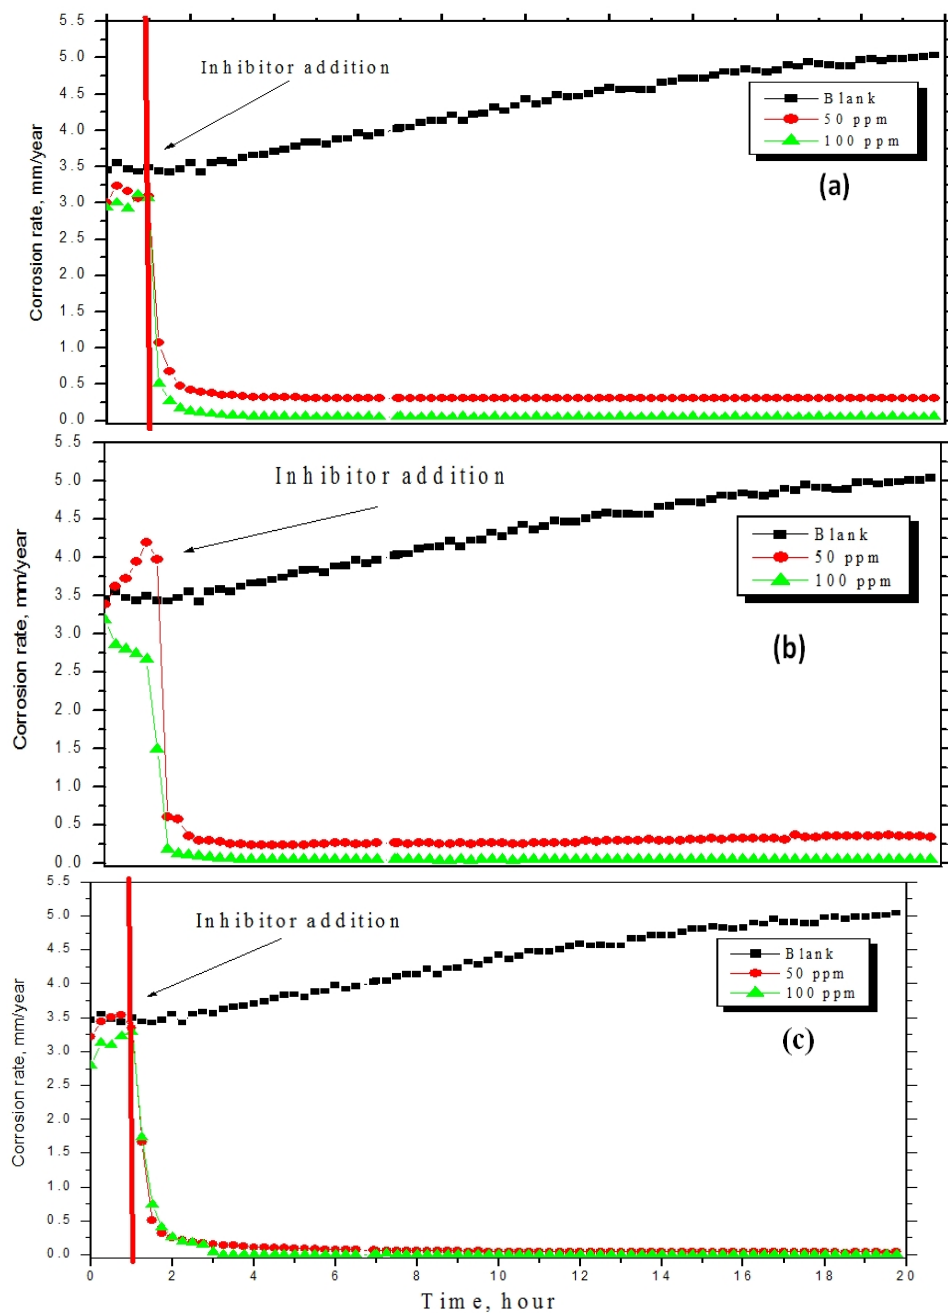 5.5
5.0
4.5
4.0
3.5
3.0
2.5
2.0
1.5
1.0
0.5
0.0
Corrosion rate, mm/year
Inhibitor addition
Blank
50 ppm
100 ppm
(a)
5.5
5.0
4.5
4.0
3.5
3.0
2.5
2.0
1.5
1.0
0.5
0.0
Corrosion rate, mm/year
Inhibitor addition
Blank
50 ppm
100 ppm
(b)
5.5
5.0
4.5
4.0
3.5
3.0
2.5
2.0
1.5
1.0
0.5
0.0
Corrosion rate, mm/year
Inhibitor addition
Blank
50 ppm
100 ppm
(c)
0 2 4 6 8 10 12 14 16 18 20
Time, hour